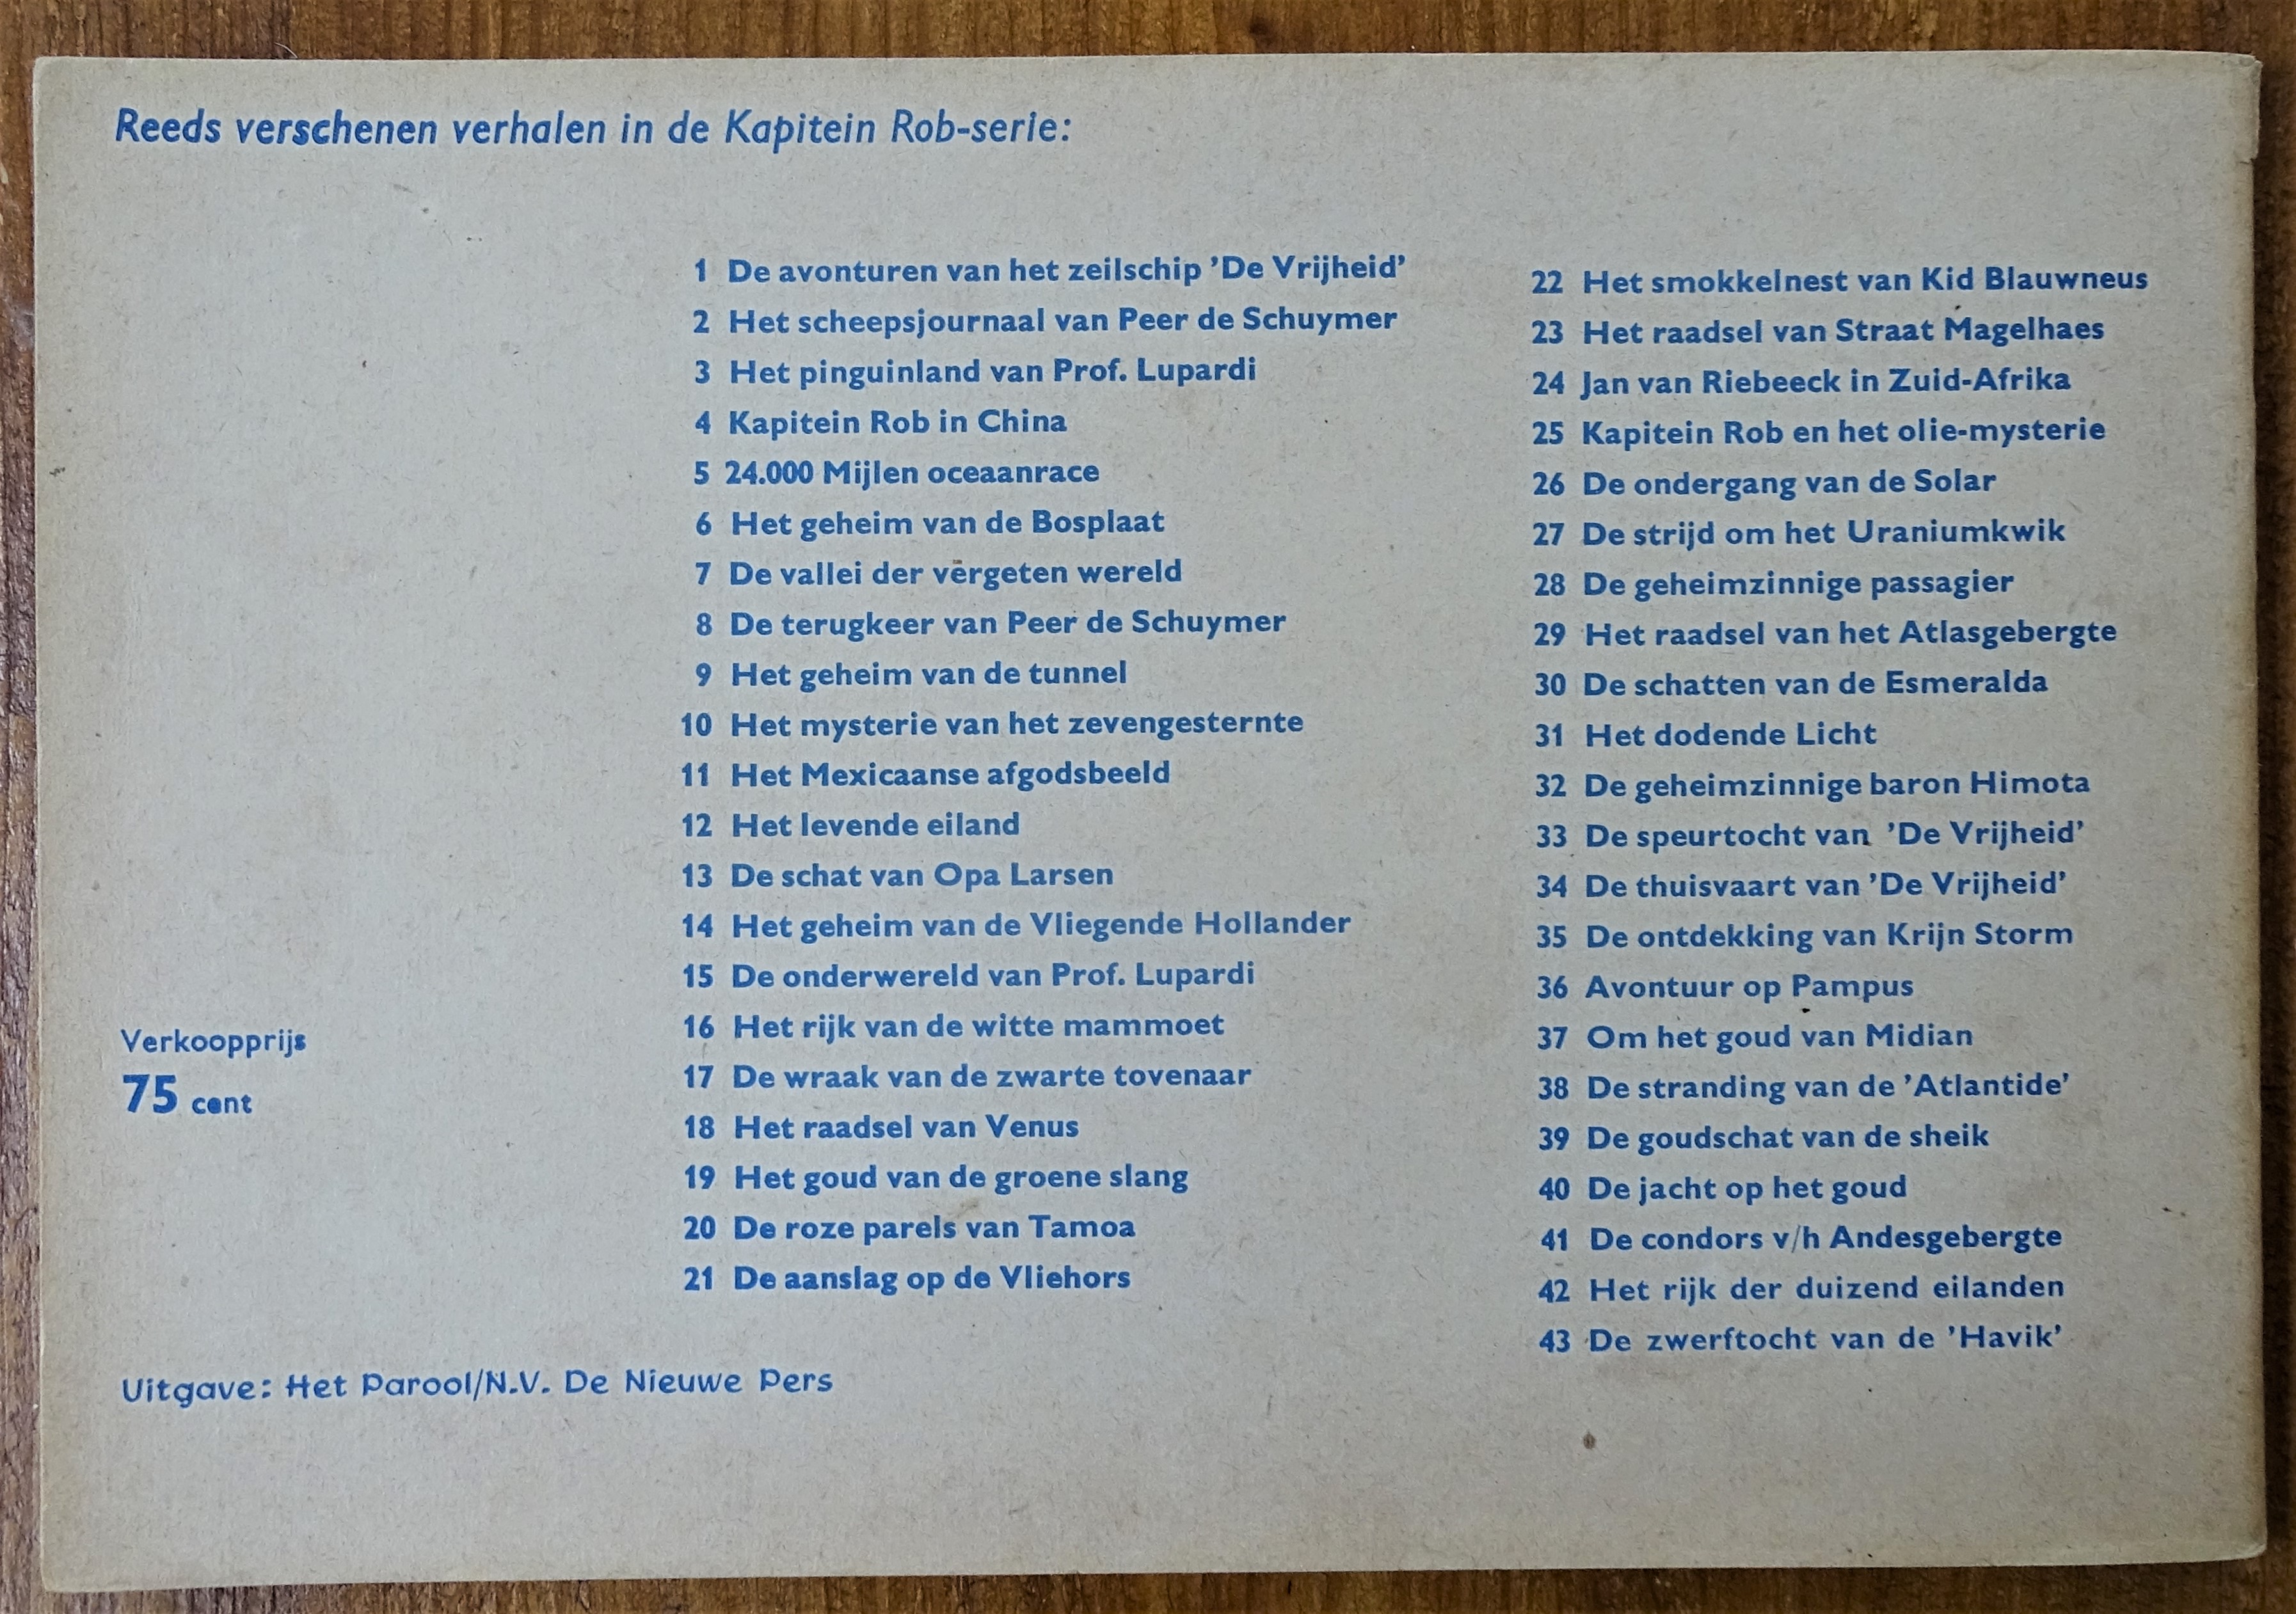 Reeds verschenen verhalen in de Kapitein Rob-serie:
1 De avonturen van het zeilschip 'De Vrijheid'
2 Het scheepsjournaal van Peer de Schuymer
3 Het pinguinland van Prof. Lupardi
4 Kapitein Rob in China
5 24.000 Mijlen oceaanrace
6 Het geheim van de Bosplaat
7 De vallei der vergeten wereld
8 De terugkeer van Peer de Schuymer
9 Het geheim van de tunnel
10 Het mysterie van het zevengesternte
11 Het Mexicaanse afgodsbeeld
12 Het levende eiland
13 De schat van Opa Larsen
14 Het geheim van de Vliegende Hollander
15 De onderwereld van Prof. Lupardi
16 Het rijk van de witte mammoet
17 De wraak van de zwarte tovenaar
18 Het raadsel van Venus
19 Het goud van de groene slang
20 De roze parels van Tamoa
21 De aanslag op de Vliehors
22 Het smokkelnest van Kid Blauwneus
23 Het raadsel van Straat Magelhaes
24 Jan van Riebeeck in Zuid-Afrika
25 Kapitein Rob en het olie-mysterie
26 De ondergang van de Solar
27 De strijd om het Uraniumkwik
28 De geheimzinnige passagier
29 Het raadsel van het Atlasgebergte
30 De schatten van de Esmeralda
31 Het dodende Licht
32 De geheimzinnige baron Himota
33 De speurtocht van 'De Vrijheid'
34 De thuisvaart van 'De Vrijheid'
35 De ontdekking van Krijn Storm
36 Avontuur op Pampus
37 Om het goud van Midian
38 De stranding van de 'Atlantide'
39 De goudschat van de sheik
40 De jacht op het goud
41 De condors v/h Andesgebergte
42 Het rijk der duizend eilanden
43 De zwerftocht van de 'Havik'
Verkoopprijs
75 cent
Uitgave: Het Parool/N.V. De Nieuwe Pers